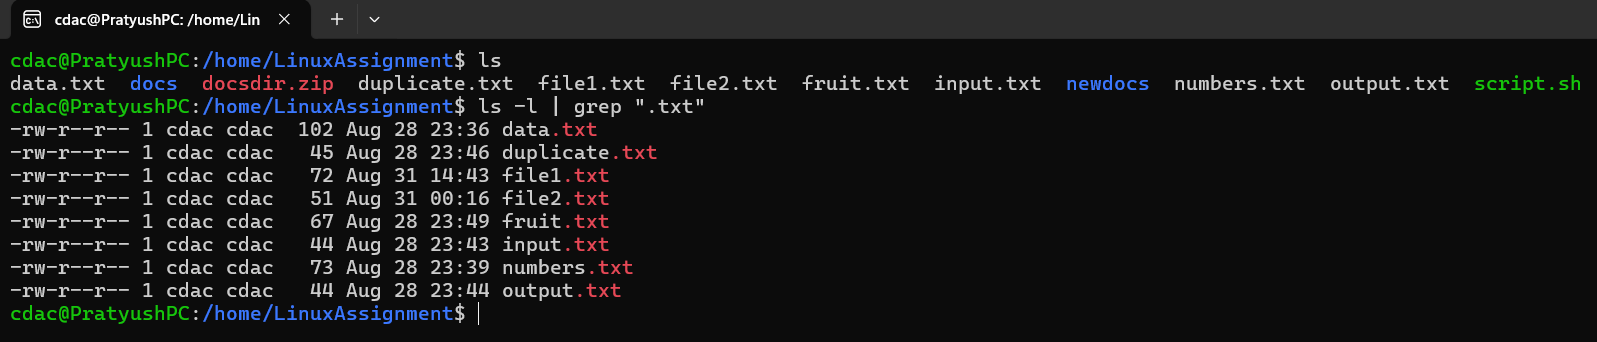 cdac@PratyushPC: /home/Lin
cdac@PratyushPC:/home/LinuxAssignment$ ls
data.txt  docs  docsdir.zip  duplicate.txt  file1.txt  file2.txt  fruit.txt  input.txt  newdocs  numbers.txt  output.txt  script.sh
cdac@PratyushPC:/home/LinuxAssignment$ ls -l | grep ".txt"
-rw-r--r-- 1 cdac cdac  102 Aug 28 23:36 data.txt
-rw-r--r-- 1 cdac cdac   45 Aug 28 23:46 duplicate.txt
-rw-r--r-- 1 cdac cdac   72 Aug 31 14:43 file1.txt
-rw-r--r-- 1 cdac cdac   51 Aug 31 00:16 file2.txt
-rw-r--r-- 1 cdac cdac   67 Aug 28 23:49 fruit.txt
-rw-r--r-- 1 cdac cdac   44 Aug 28 23:43 input.txt
-rw-r--r-- 1 cdac cdac   73 Aug 28 23:39 numbers.txt
-rw-r--r-- 1 cdac cdac   44 Aug 28 23:44 output.txt
cdac@PratyushPC:/home/LinuxAssignment$